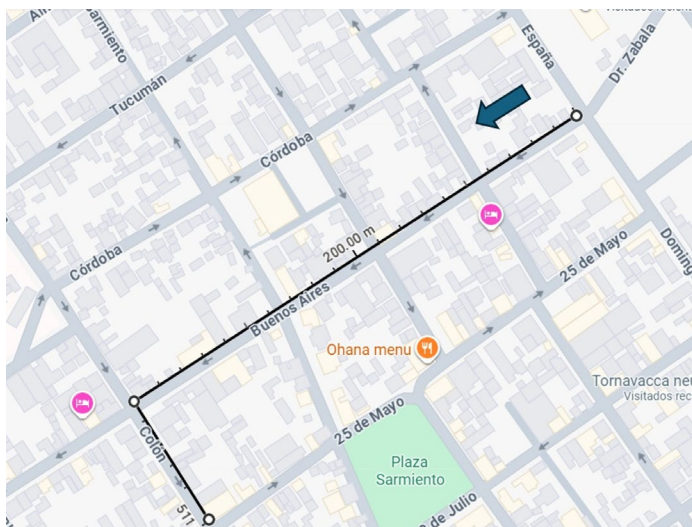 Sarmiento
España
Dr. Zabala
Tucumán
Córdoba
200.00 m
Córdoba
25 de Mayo
Buenos Aires
Ohana menu
Tornavacca
Visitados
25 de Mayo
Colón
Plaza
Sarmiento
511
de Julio